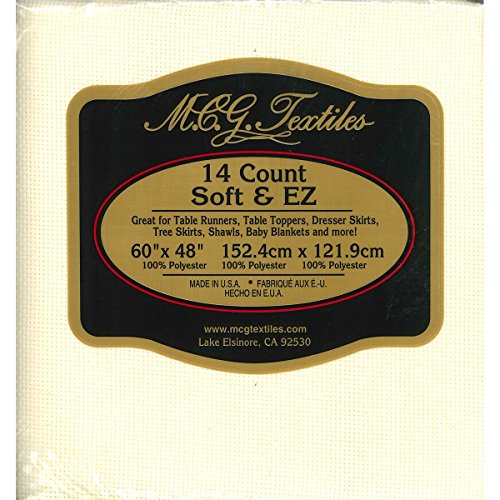 M.C.G. Textiles
14 Count
Soft & EZ
Great for Table Runners, Table Toppers, Dresser Skirts,
Tree Skirts, Shawls, Baby Blankets and more!
60" x 48" 152.4cm x 121.9cm
100% Polyester 100% Polyester 100% Polyester
MADE IN U.S.A. • FABRIQUÉ AUX É.-U.
HECHO EN E.U.A.
www.mcgtextiles.com
Lake Elsinore, CA 92530